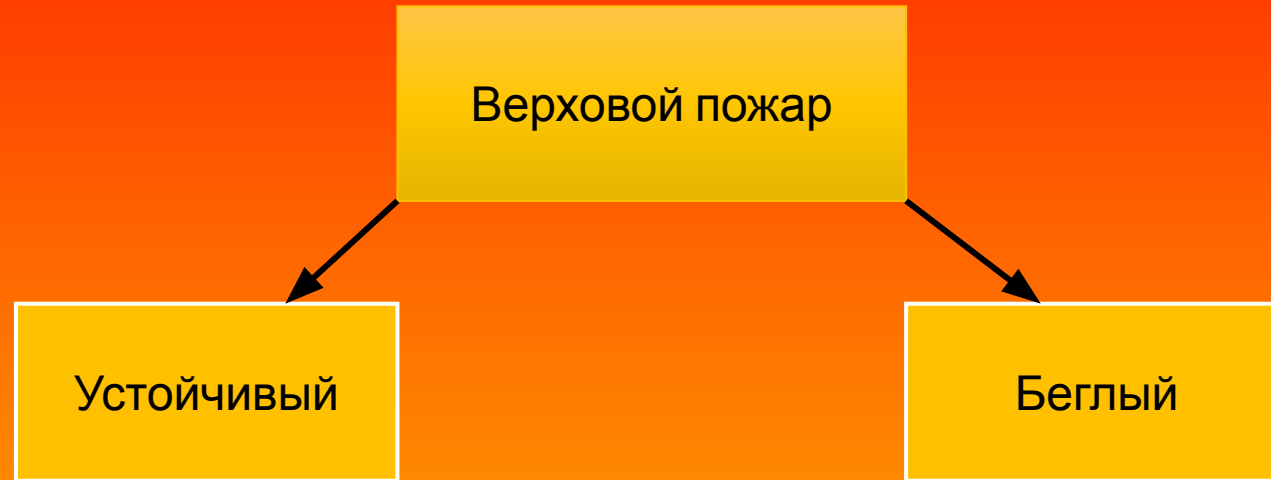 Верховой пожар
Устойчивый
Беглый